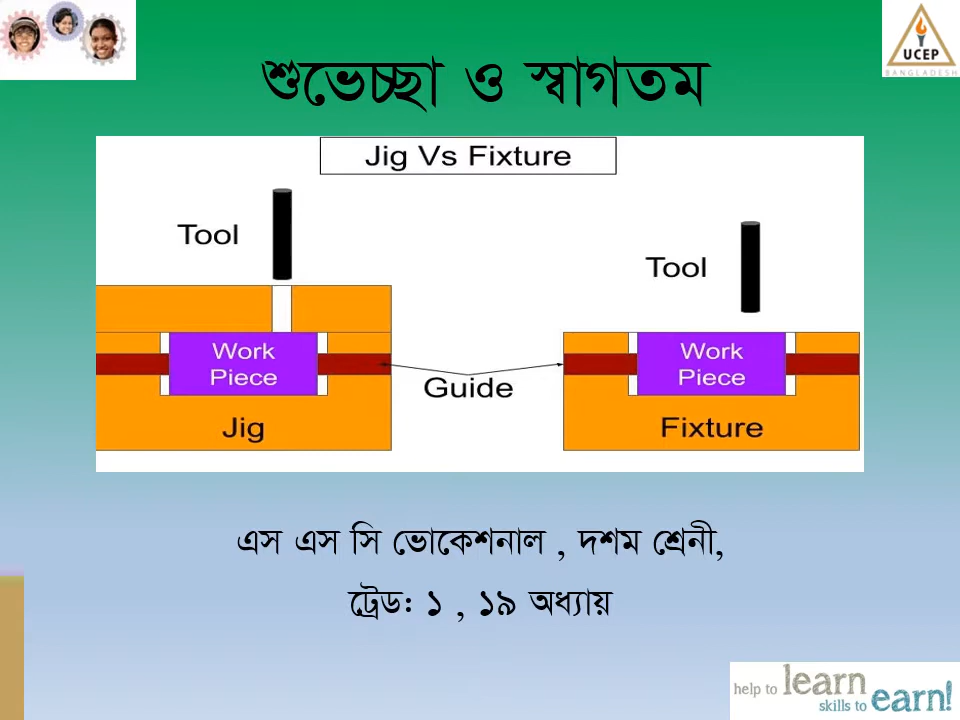 UCEP
BANGLADESH
শুভেচ্ছা ও স্বাগতম
Jig Vs Fixture
Tool
Tool
Work
Piece
Work
Piece
Guide
Jig
Fixture
এস এস সি ভোকেশনাল , দশম শ্রেনী,
ট্রেড: ১ , ১৯ অধ্যায়
help to learn
skills to earn!